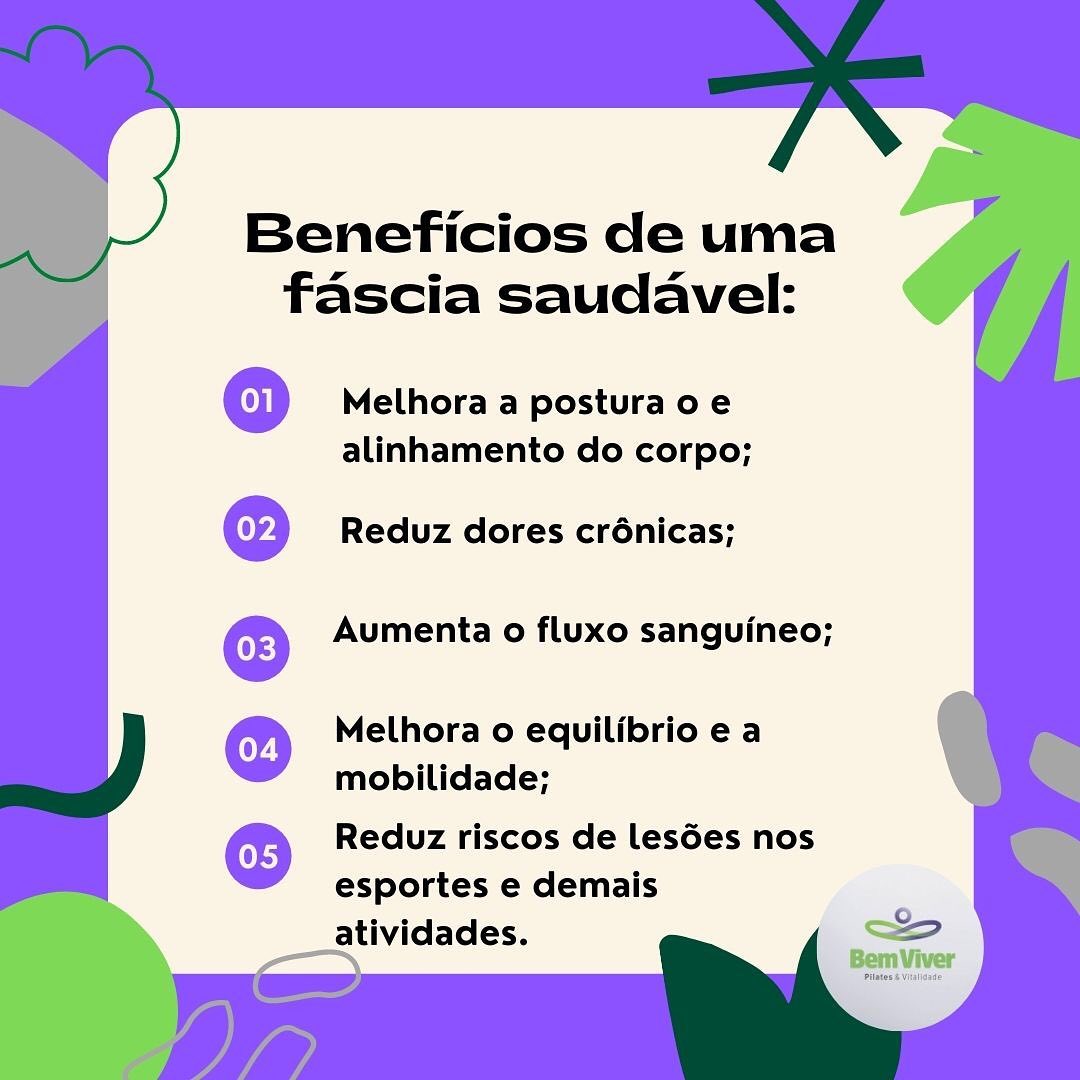 Benefícios de uma
fáscia saudável:
01
Melhora a postura o e
alinhamento do corpo;
02
Reduz dores crônicas;
03
Aumenta o fluxo sanguíneo;
04
Melhora o equilíbrio e a
mobilidade;
05
Reduz riscos de lesões nos
esportes e demais
atividades.
Bem Viver
Pilates & Vitalidade